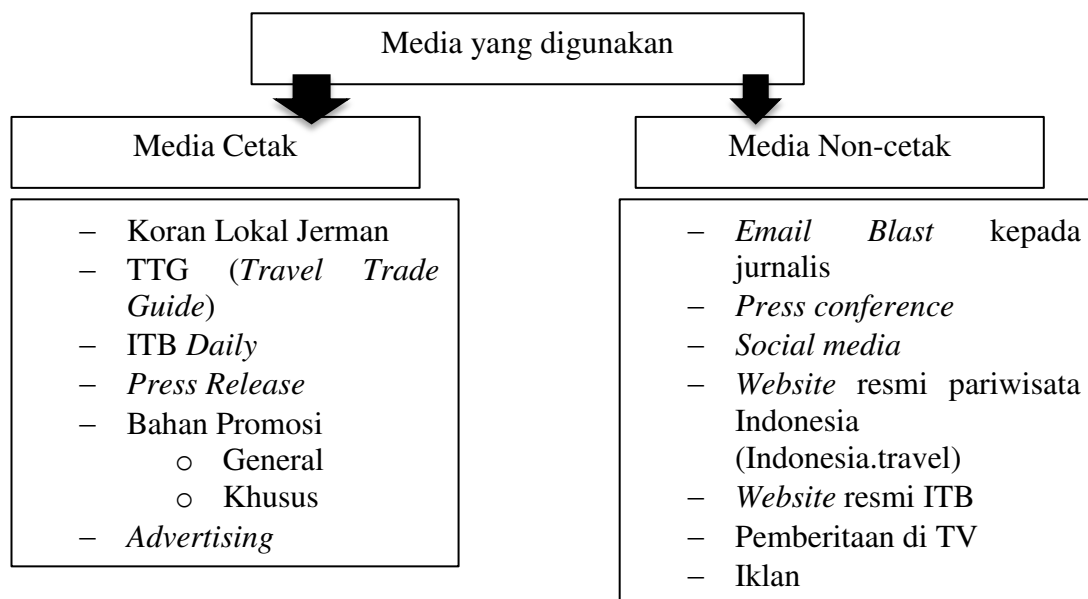 Media yang digunakan
Media Cetak
– Koran Lokal Jerman
– TTG (Travel Trade
Guide)
– ITB Daily
– Press Release
– Bahan Promosi
o General
o Khusus
– Advertising
Media Non-cetak
– Email Blast kepada
jurnalis
– Press conference
– Social media
– Website resmi pariwisata
Indonesia
(Indonesia.travel)
– Website resmi ITB
– Pemberitaan di TV
– Iklan